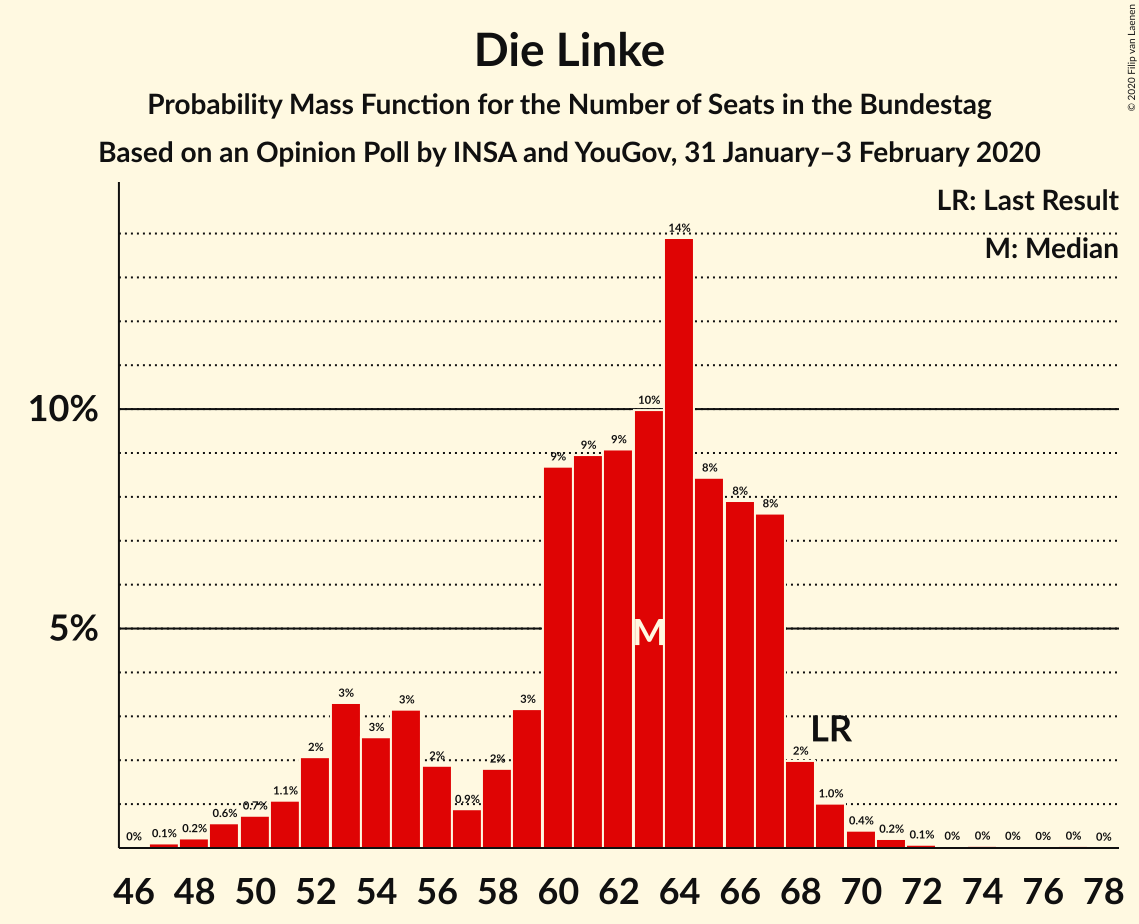 © 2020 Filip van Laenen
Die Linke
Probability Mass Function for the Number of Seats in the Bundestag
Based on an Opinion Poll by INSA and YouGov, 31 January–3 February 2020
LR: Last Result
M: Median
10%
5%
0% 0.1% 0.2% 0.6% 0.7% 1.1% 2% 3% 3% 3% 2% 0.9% 2% 3% 9% 9% 9% 10% 14% 8% 8% 8% 2% 1.0% 0.4% 0.2% 0.1% 0% 0% 0% 0% 0% 0%
M
LR
46 48 50 52 54 56 58 60 62 64 66 68 70 72 74 76 78